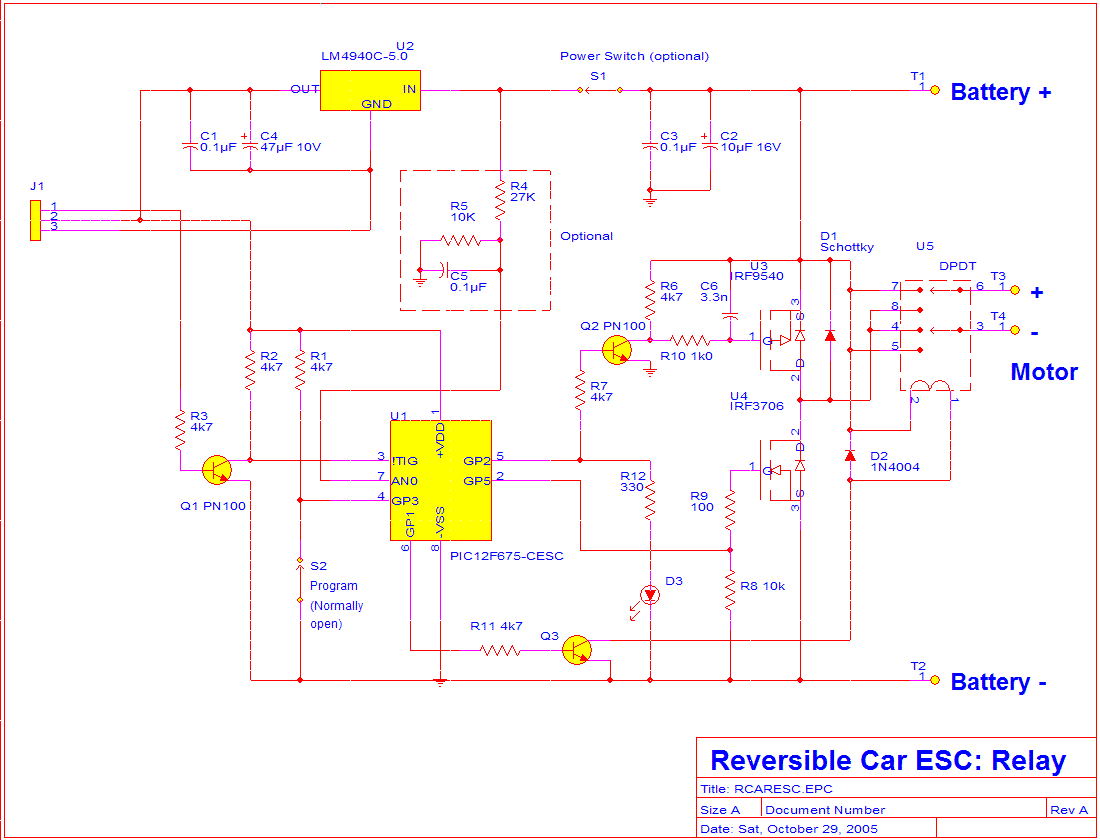 U2
LM4940C-5.0
OUT
IN
GND
Power Switch (optional)
S1
T1
1
Battery +
C1
0.1µF
+
C4
47µF 10V
C3
0.1µF
+
C2
10µF 16V
J1
1
2
3
R4
27K
R5
10K
C5
0.1µF
Optional
D1
Schottky
U5
DPDT
U3
IRF9540
C6
3.3n
R6
4k7
Q2 PN100
R10 1k0
1
G
3
S
D
2
7
8
4
5
6
3
T3
1
+
T4
1
-
Motor
2
1
R2
4k7
R1
4k7
R3
4k7
R7
4k7
U4
IRF3706
2
D
1
G
S
3
U1
1
+VDD
3
!TIG
7
AN0
4
GP3
GP2
5
GP5
2
GP1
6
-VSS
8
PIC12F675-CESC
Q1 PN100
R12
330
R9
100
D2
1N4004
S2
Program
(Normally
open)
D3
R8 10k
R11 4k7
Q3
T2
1
Battery -
Reversible Car ESC: Relay
Title: RCARESC.EPC
Size A
Document Number
Rev A
Date: Sat, October 29, 2005